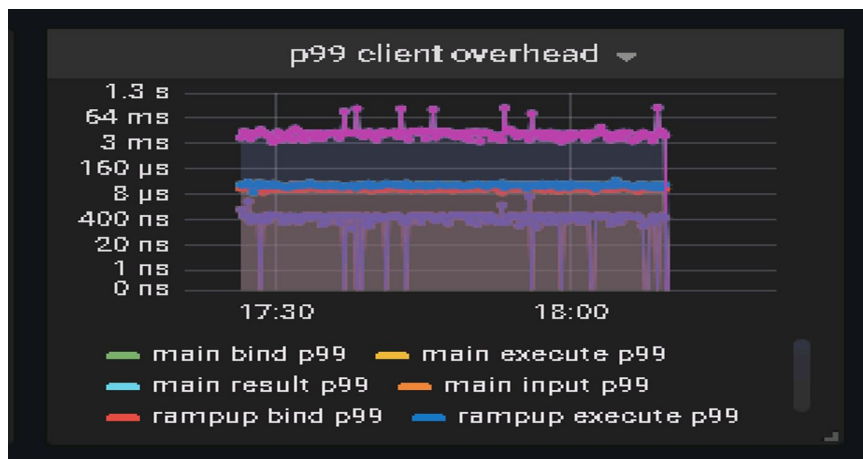 p99 client overhead
1.3 s
64 ms
3 ms
160 µs
8 µs
400 ns
20 ns
1 ns
0 ns
17:30 18:00
main bind p99 main execute p99
main result p99 main input p99
rampup bind p99 rampup execute p99